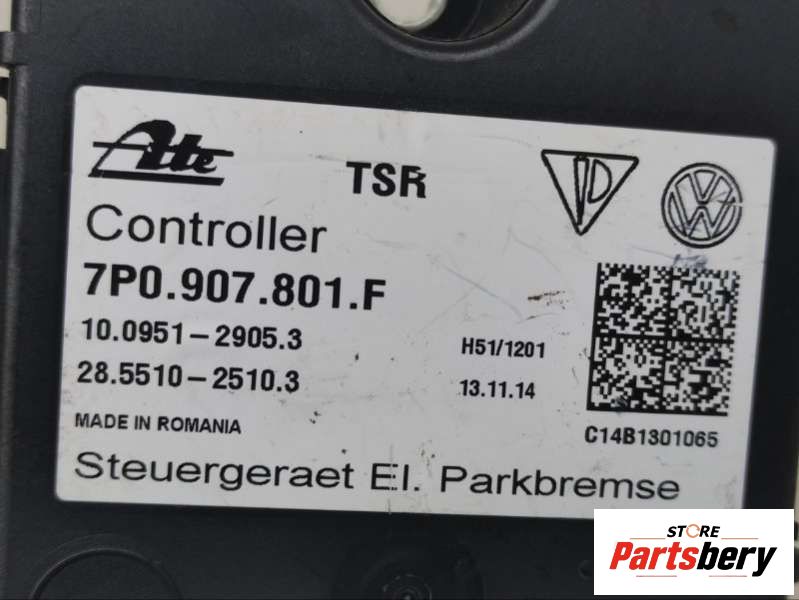 Ate
TSR
Controller
7P0.907.801.F
10.0951-2905.3
28.5510-2510.3
H51/1201
13.11.14
MADE IN ROMANIA
C14B1301065
Steuergeraet El. Parkbremse
STORE
Partsbery